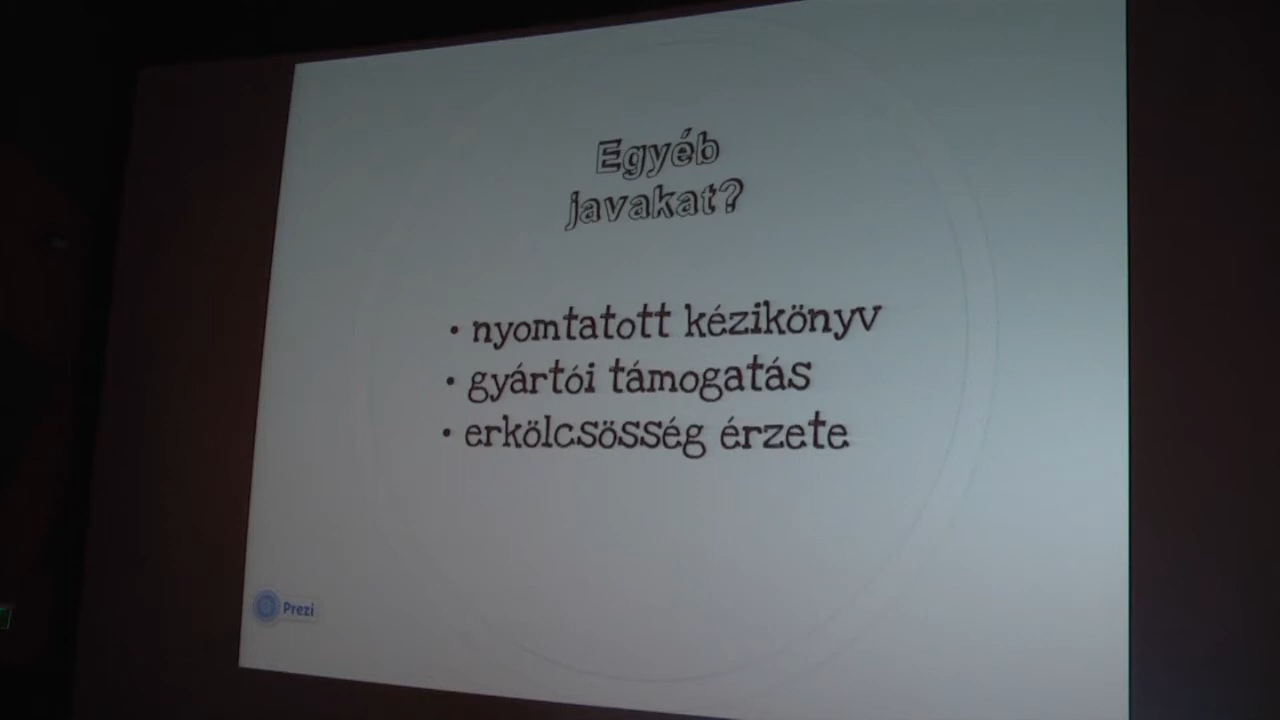 Egyéb
javakat?
• nyomtatott kézikönyv
• gyártói támogatás
• erkölcsösség érzete
Prezi